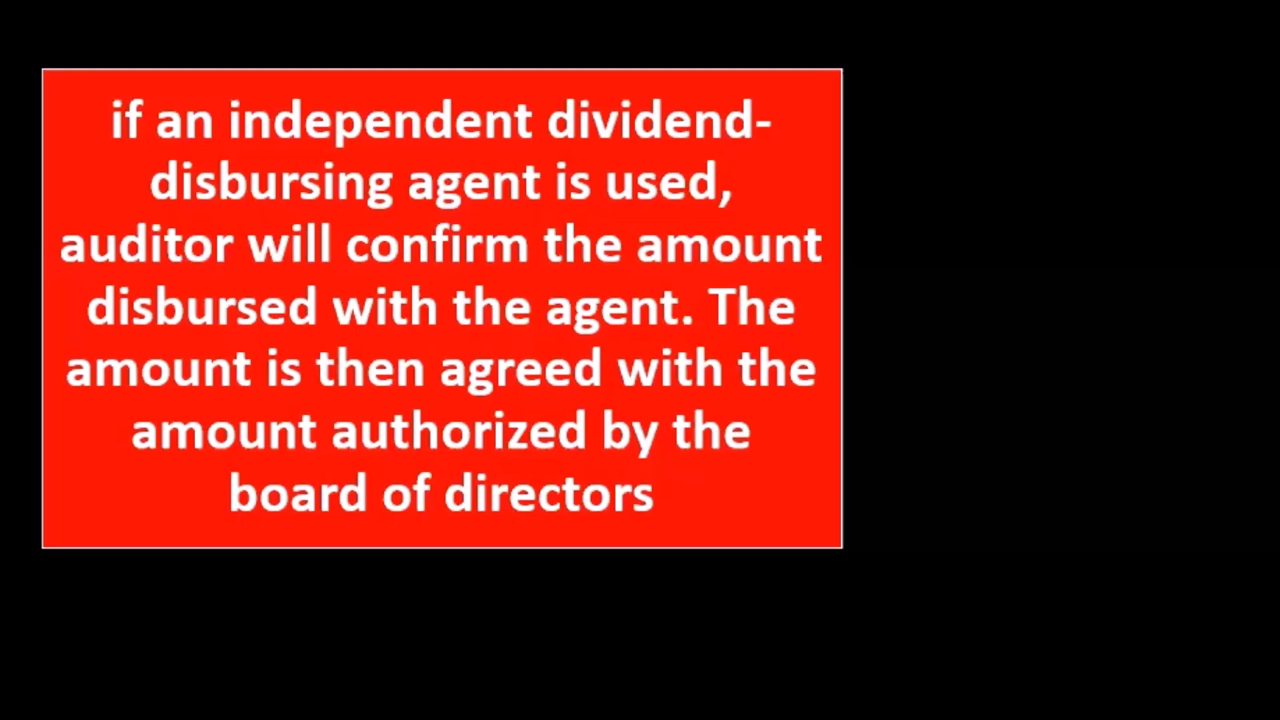 if an independent dividend-
disbursing agent is used,
auditor will confirm the amount
disbursed with the agent. The
amount is then agreed with the
amount authorized by the
board of directors